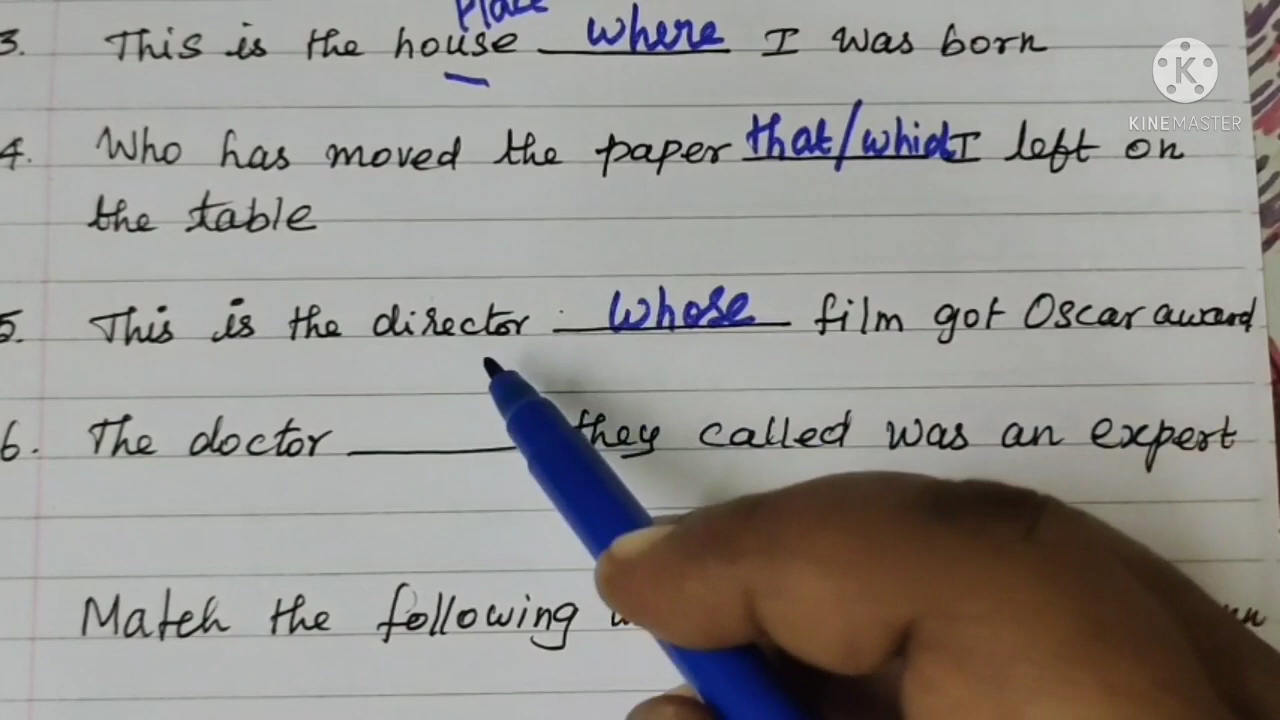 Place
3. This is the house where I was born
4. Who has moved the paper that/which I left on
the table
5. This is the director whose film got Oscar award
6. The doctor ______ they called was an expert
Match the following
KINEMASTER